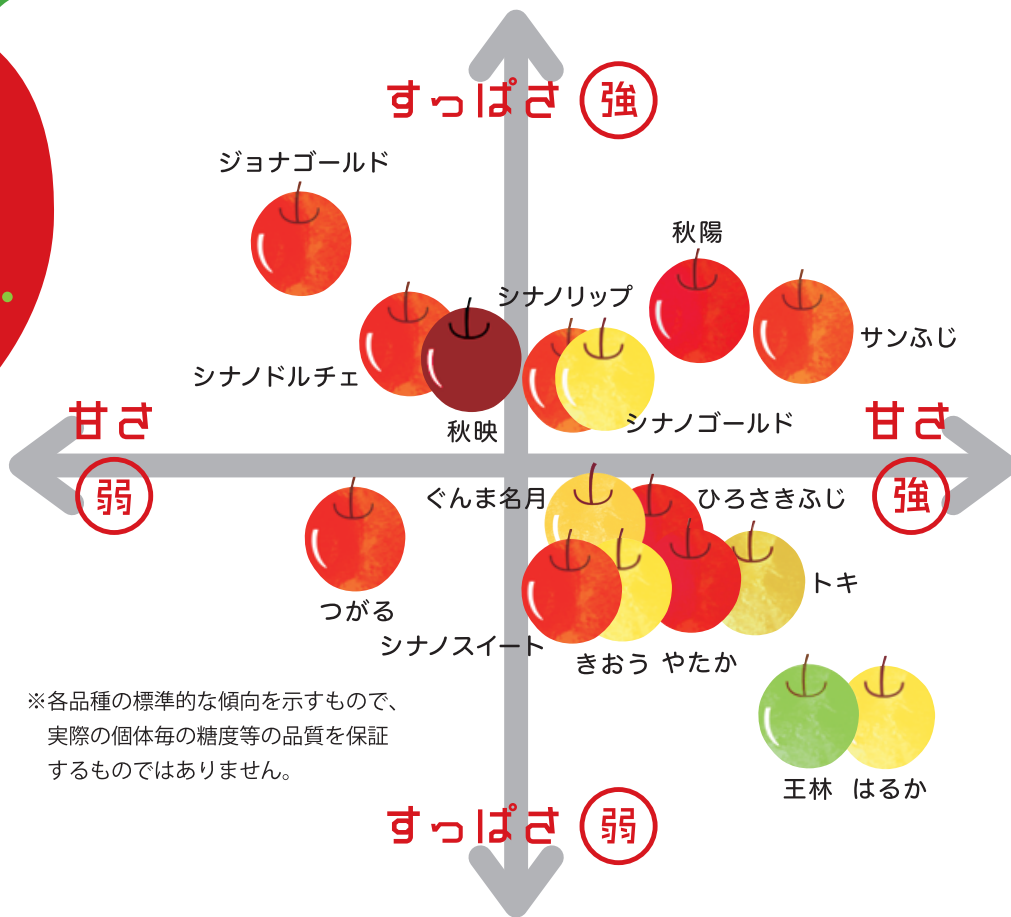 すっぱさ 強
ジョナゴールド
秋陽
シナノリップ
サンふじ
シナノドルチェ
シナノゴールド
秋映
甘さ 弱
甘さ 強
ぐんま名月
ひろさきふじ
トキ
つがる
シナノスイート
きおう
やたか
※各品種の標準的な傾向を示すもので、
実際の個体毎の糖度等の品質を保証
するものではありません。
王林
はるか
すっぱさ 弱